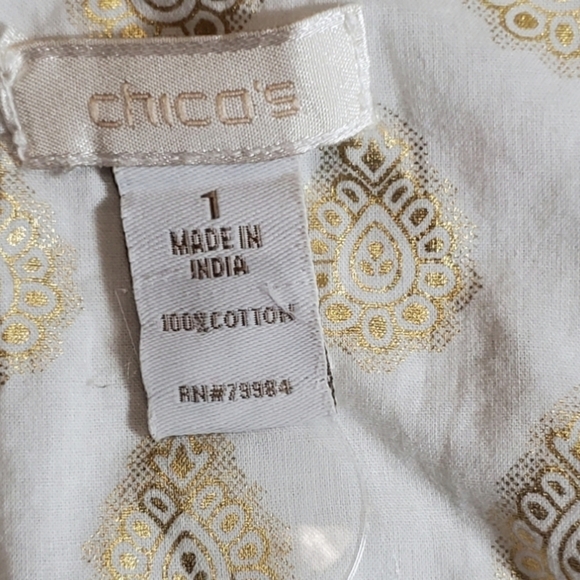 chico's
1
MADE IN
INDIA
100% COTTON
RN#79984